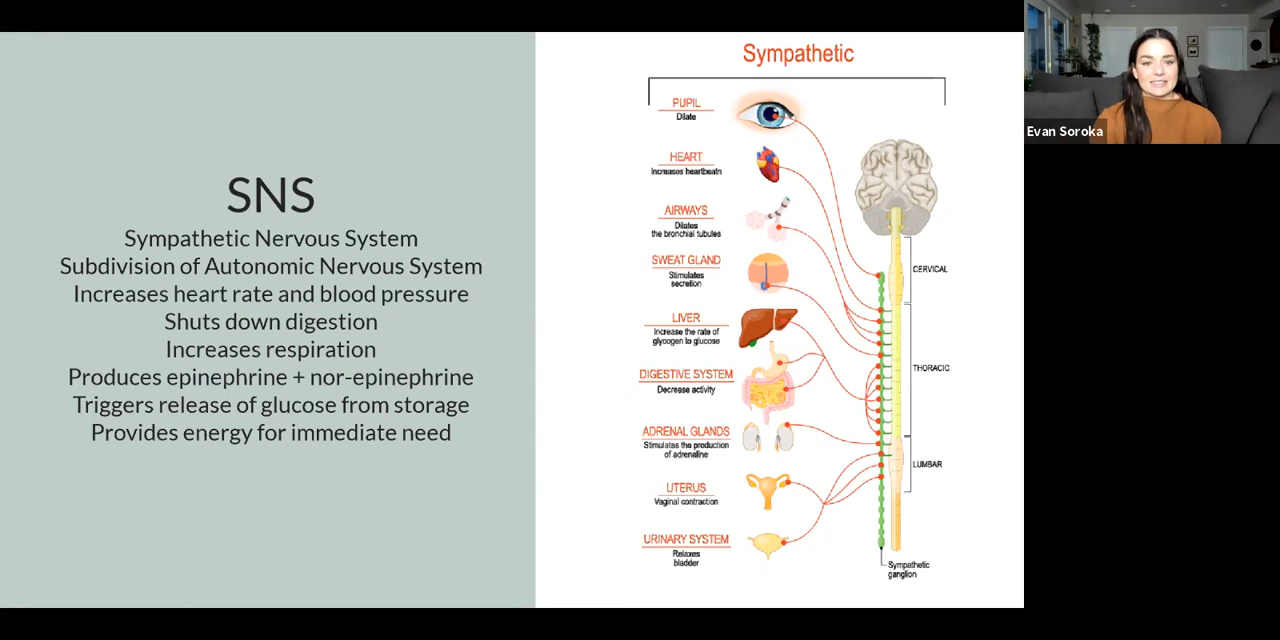 SNS
Sympathetic Nervous System
Subdivision of Autonomic Nervous System
Increases heart rate and blood pressure
Shuts down digestion
Increases respiration
Produces epinephrine + nor-epinephrine
Triggers release of glucose from storage
Provides energy for immediate need
Sympathetic
PUPIL
Dilate
HEART
Increases heartbeatn
AIRWAYS
Dilates
the bronchial tubules
SWEAT GLAND
Stimulates
secretion
LIVER
Increase the rate of
glycogen to glucose
DIGESTIVE SYSTEM
Decrease activity
ADRENAL GLANDS
Stimulates the production
of adrenaline
UTERUS
Vaginal contraction
URINARY SYSTEM
Relaxes
bladder
CERVICAL
THORACIC
LUMBAR
Sympathetic
ganglion
Evan Soroka